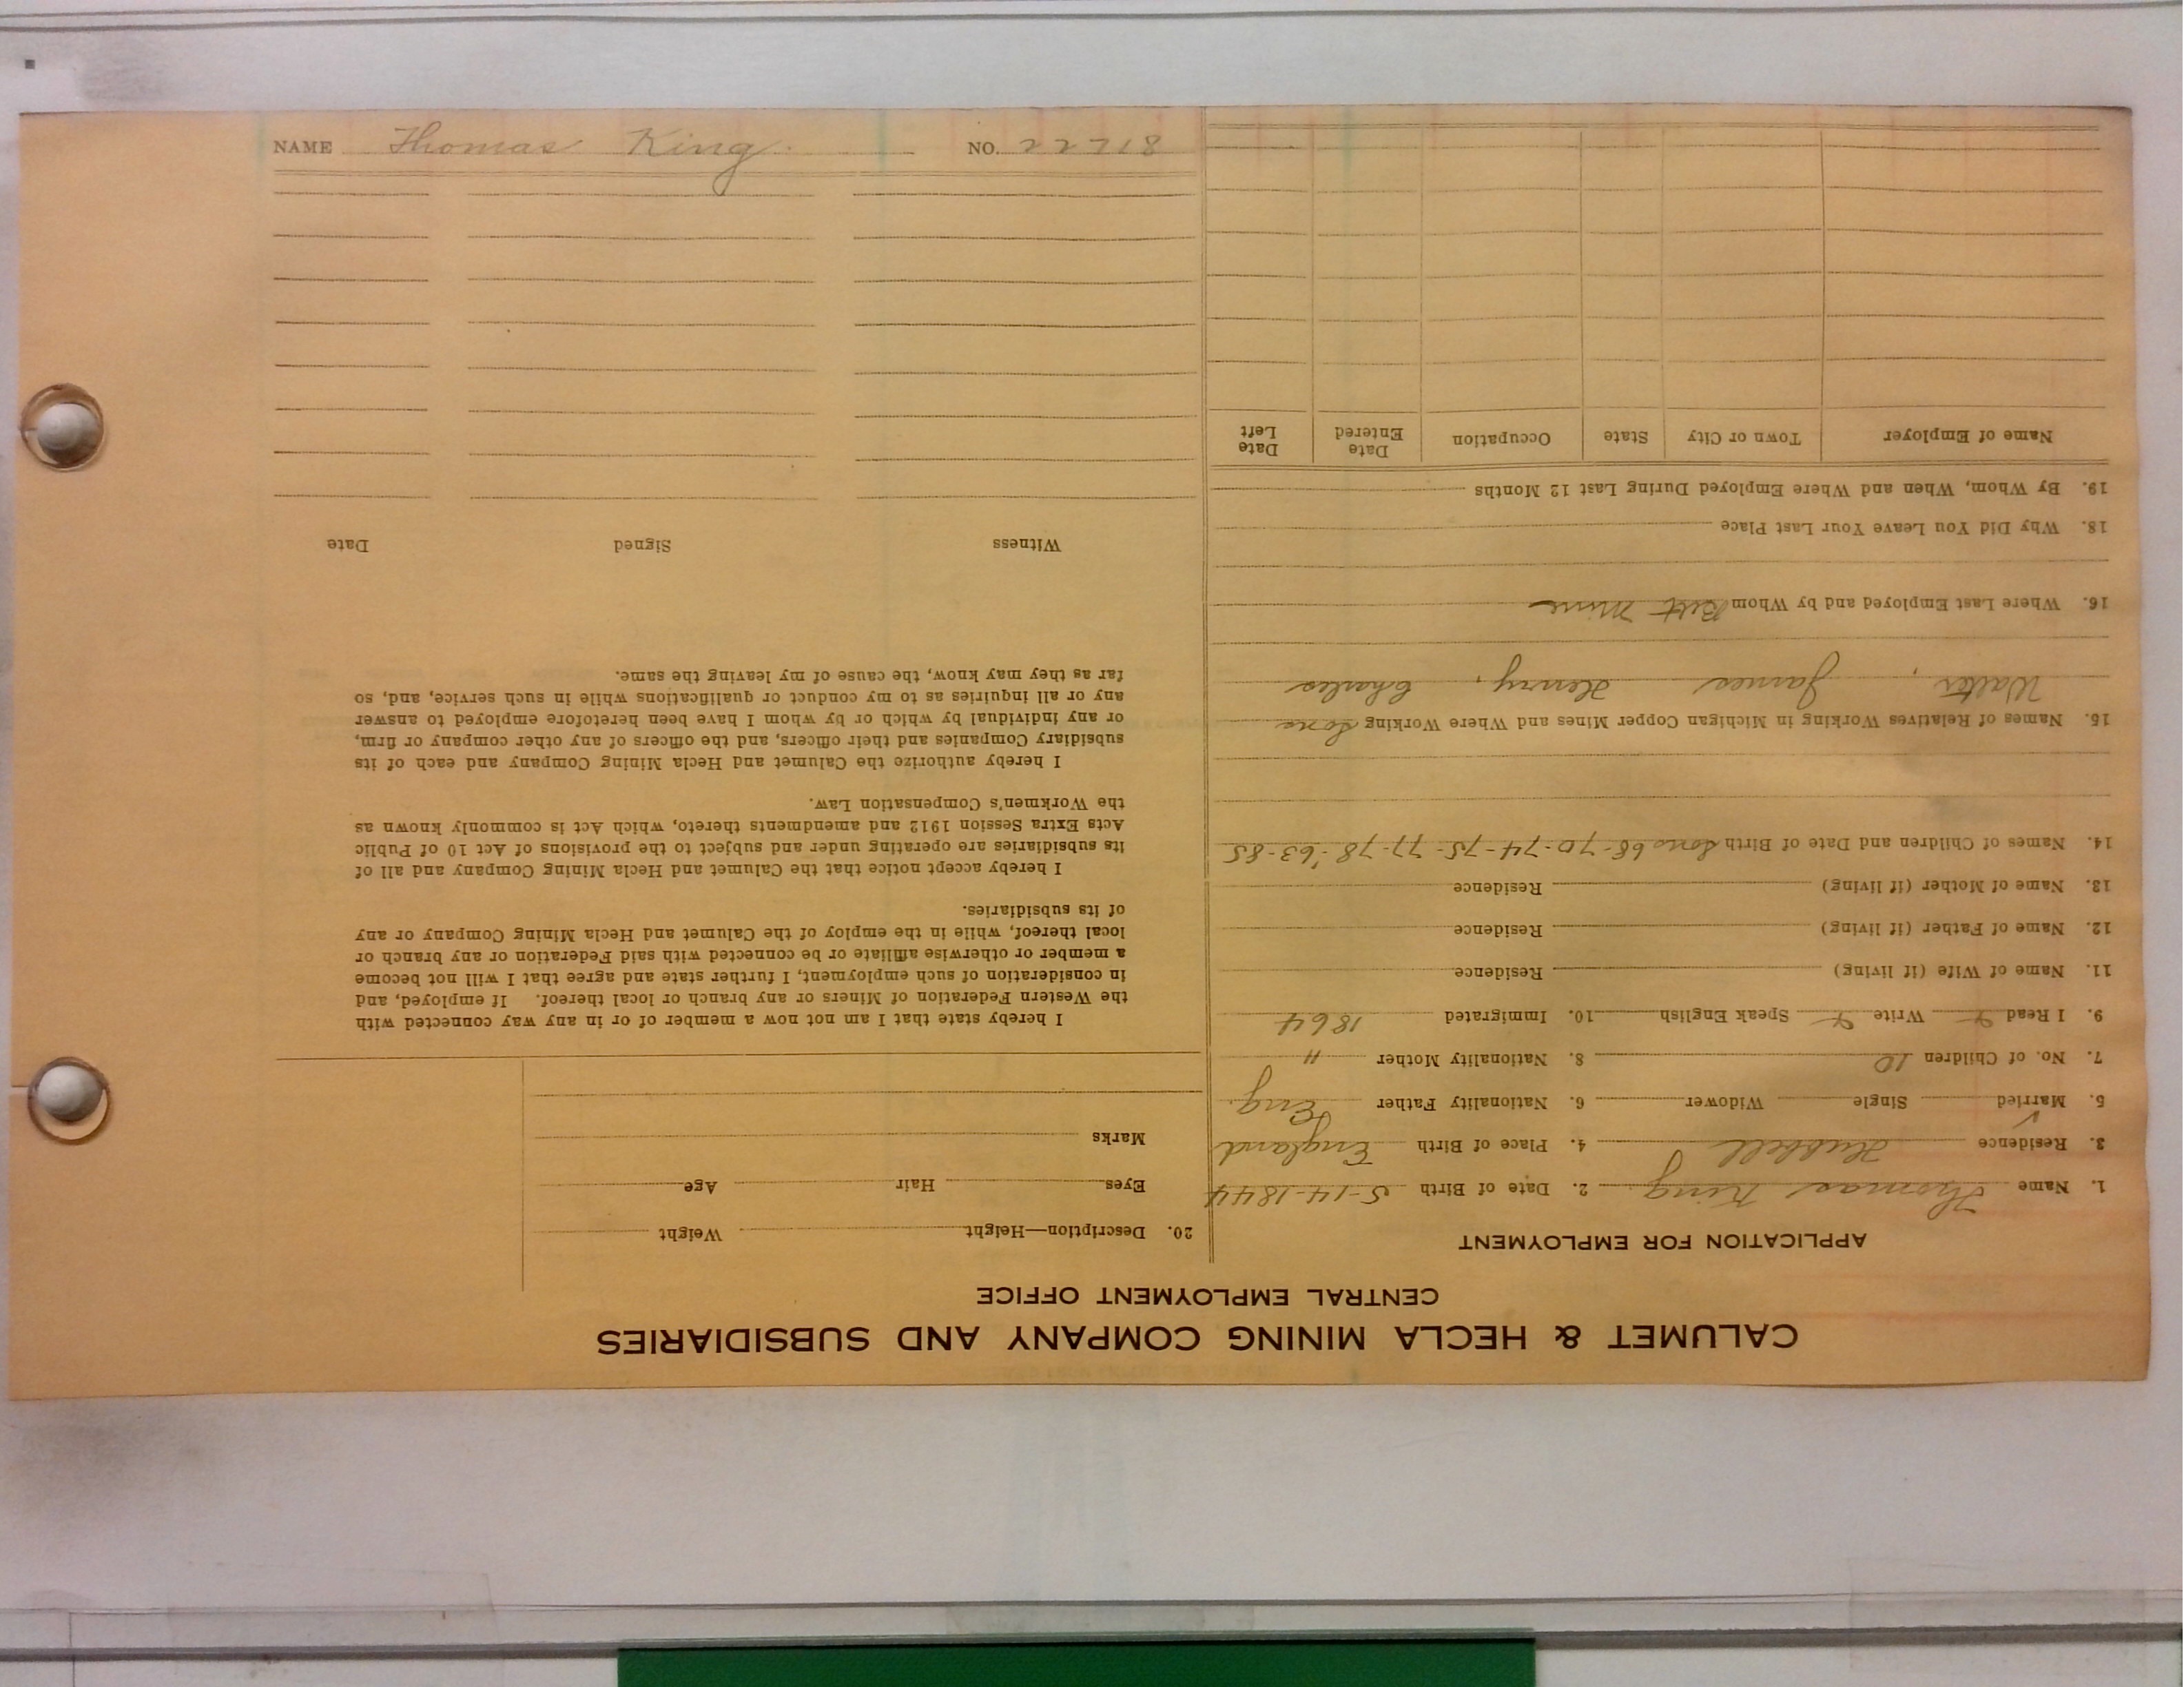 CALUMET & HECLA MINING COMPANY AND SUBSIDIARIES
CENTRAL EMPLOYMENT OFFICE
APPLICATION FOR EMPLOYMENT
1. Name Thomas King 2. Date of Birth 5-14-1844
3. Residence Hubbell 4. Place of Birth England
5. Married ✓ Single Widower 6. Nationality Father Eng.
7. No. of Children 10 8. Nationality Mother "
9. I Read Write Speak English 10. Immigrated 1864
11. Name of Wife (if living) Residence
12. Name of Father (if living) Residence
13. Name of Mother (if living) Residence
14. Names of Children and Date of Birth Sons 68-70-74-75-77-78-63-85
15. Names of Relatives Working in Michigan Copper Mines and Where Working Sons
Walter, James Henry, Charles
16. Where Last Employed and by Whom Mine
18. Why Did You Leave Your Last Place
19. By Whom, When and Where Employed During Last 12 Months
Name of Employer Town or City State Occupation Date Entered Date Left
20. Description—Height Weight
Eyes Hair Age
Marks
I hereby state that I am not now a member of or in any way connected with
the Western Federation of Miners or any branch or local thereof. If employed, and
in consideration of such employment, I further state and agree that I will not become
a member or otherwise affiliate or be connected with said Federation or any branch or
local thereof, while in the employ of the Calumet and Hecla Mining Company or any
of its subsidiaries.
I hereby accept notice that the Calumet and Hecla Mining Company and all of
its subsidiaries are operating under and subject to the provisions of Act 10 of Public
Acts Extra Session 1912 and amendments thereto, which Act is commonly known as
the Workmen's Compensation Law.
I hereby authorize the Calumet and Hecla Mining Company and each of its
subsidiary Companies and their officers, and the officers of any other company or firm,
or any individual by which or by whom I have been heretofore employed to answer
any or all inquiries as to my conduct or qualifications while in such service, and, so
far as they may know, the cause of my leaving the same.
Witness Signed Date
NAME Thomas King NO. 22718